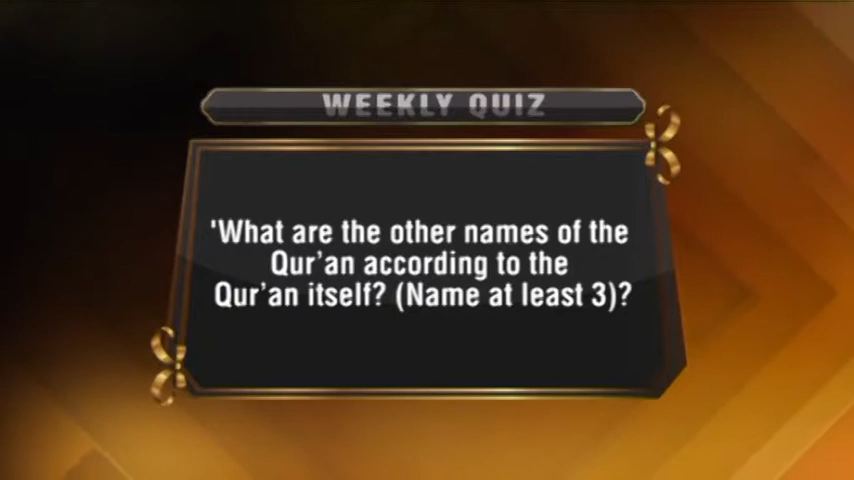 WEEKLY QUIZ
'What are the other names of the
Qur'an according to the
Qur'an itself? (Name at least 3)?